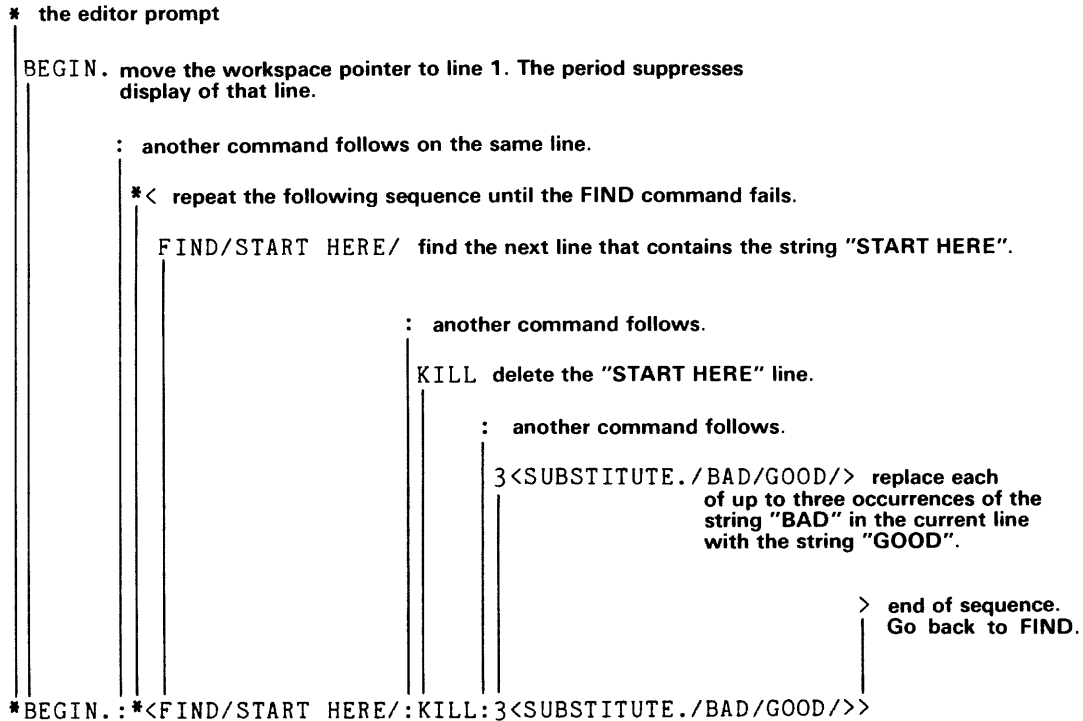 * the editor prompt
BEGIN. move the workspace pointer to line 1. The period suppresses
display of that line.
: another command follows on the same line.
*< repeat the following sequence until the FIND command fails.
FIND/START HERE/ find the next line that contains the string "START HERE".
: another command follows.
KILL delete the "START HERE" line.
: another command follows.
3<SUBSTITUTE./BAD/GOOD/> replace each
of up to three occurrences of the
string "BAD" in the current line
with the string "GOOD".
> end of sequence.
Go back to FIND.
*BEGIN.:*<FIND/START HERE/:KILL:3<SUBSTITUTE./BAD/GOOD/>>